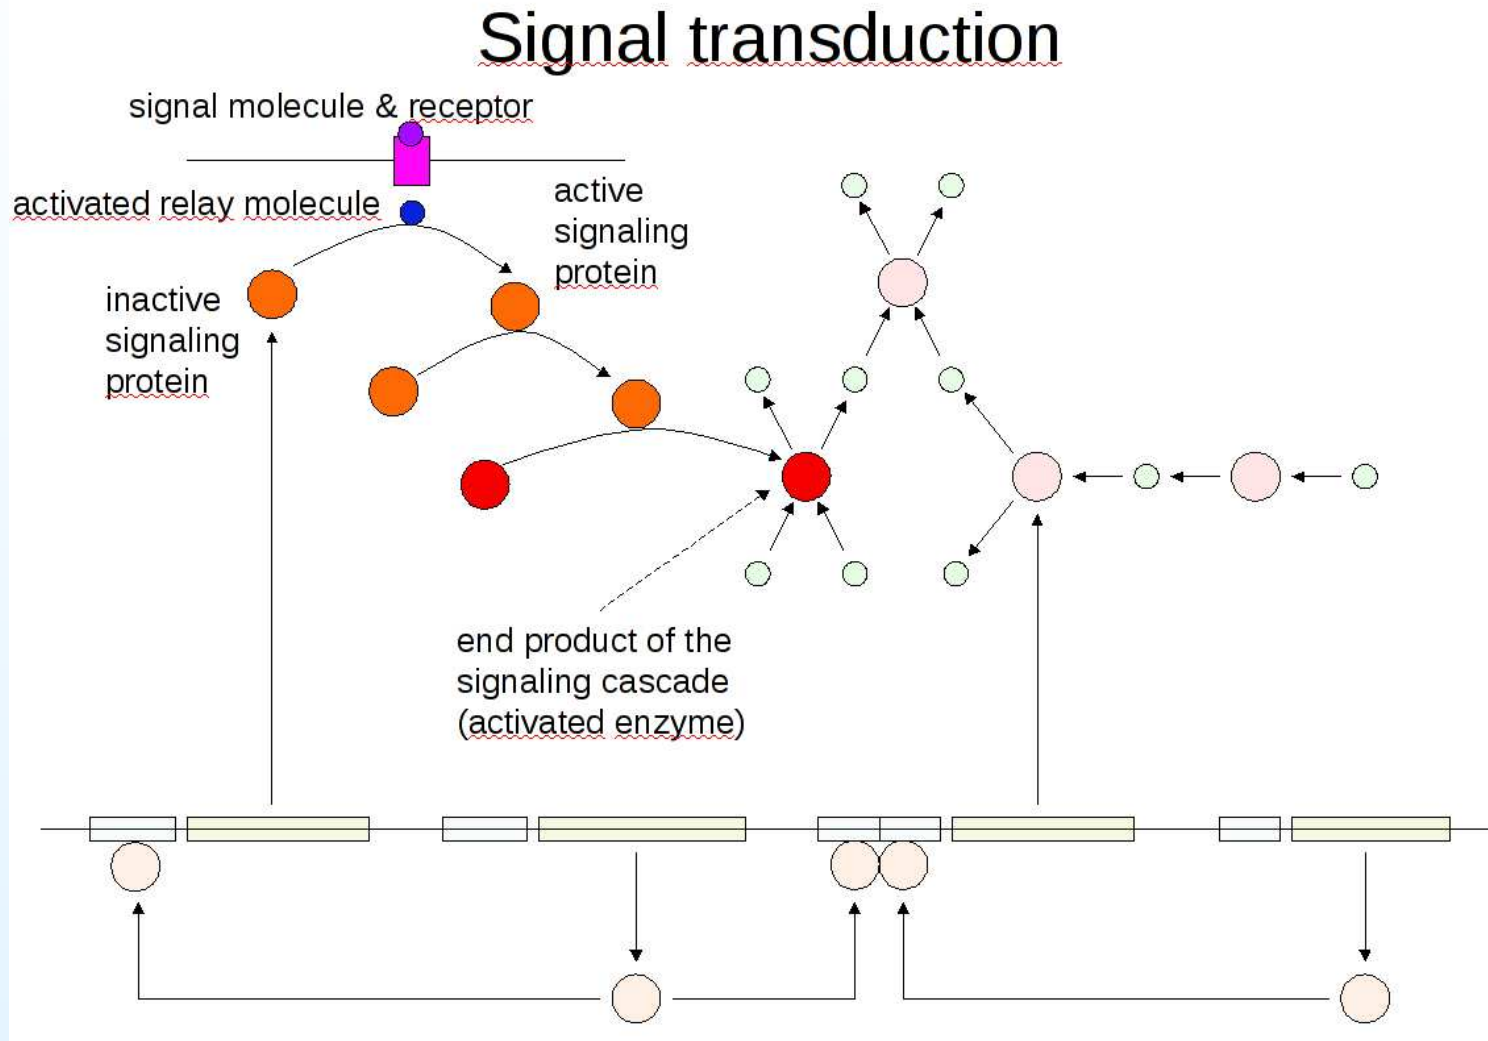 Signal transduction
signal molecule & receptor
activated relay molecule
active
signaling
protein
inactive
signaling
protein
end product of the
signaling cascade
(activated enzyme)